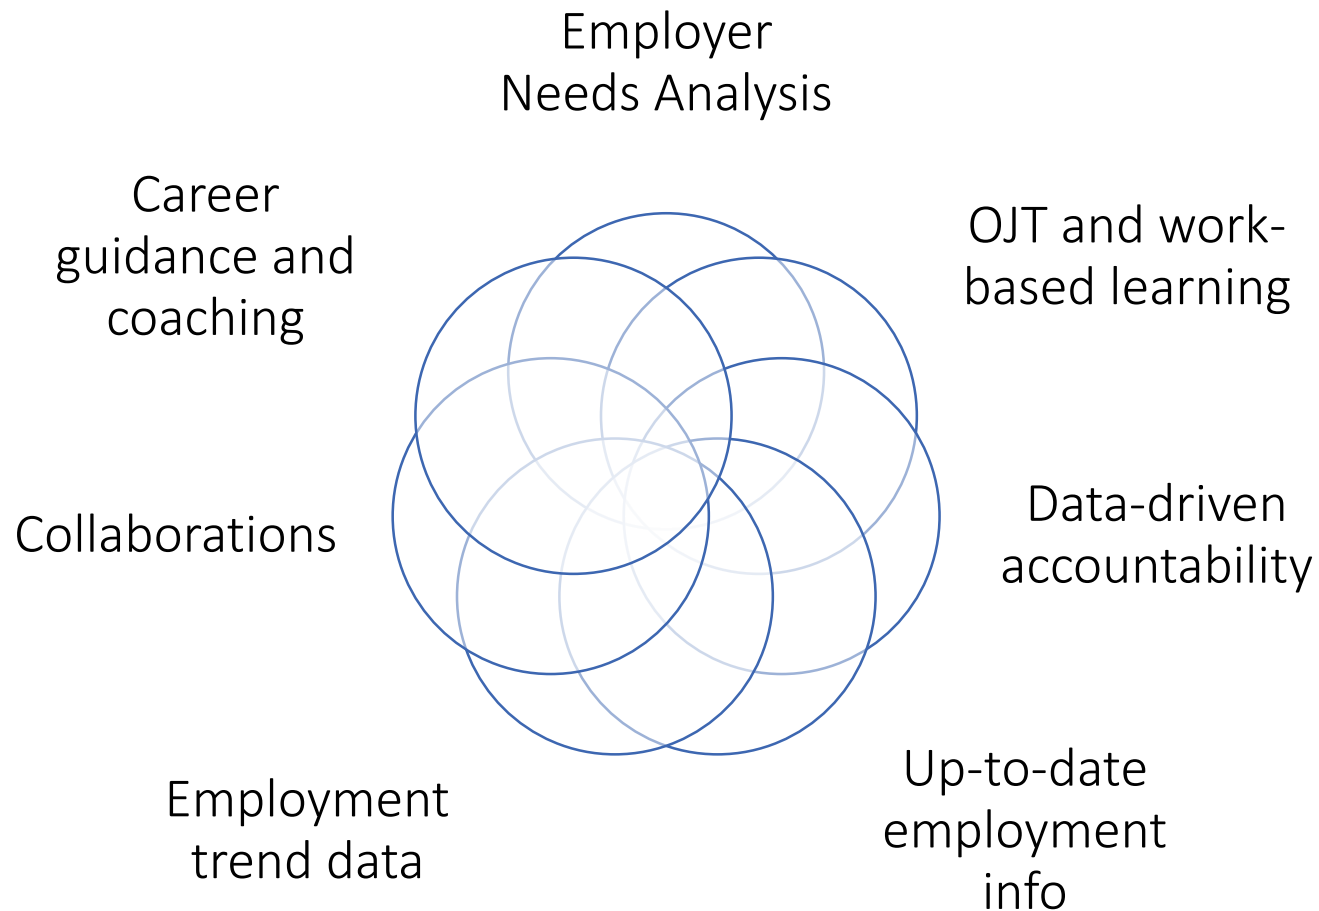 Employer
Needs Analysis
Career
guidance and
coaching
OJT and work-
based learning
Collaborations
Data-driven
accountability
Employment
trend data
Up-to-date
employment
info